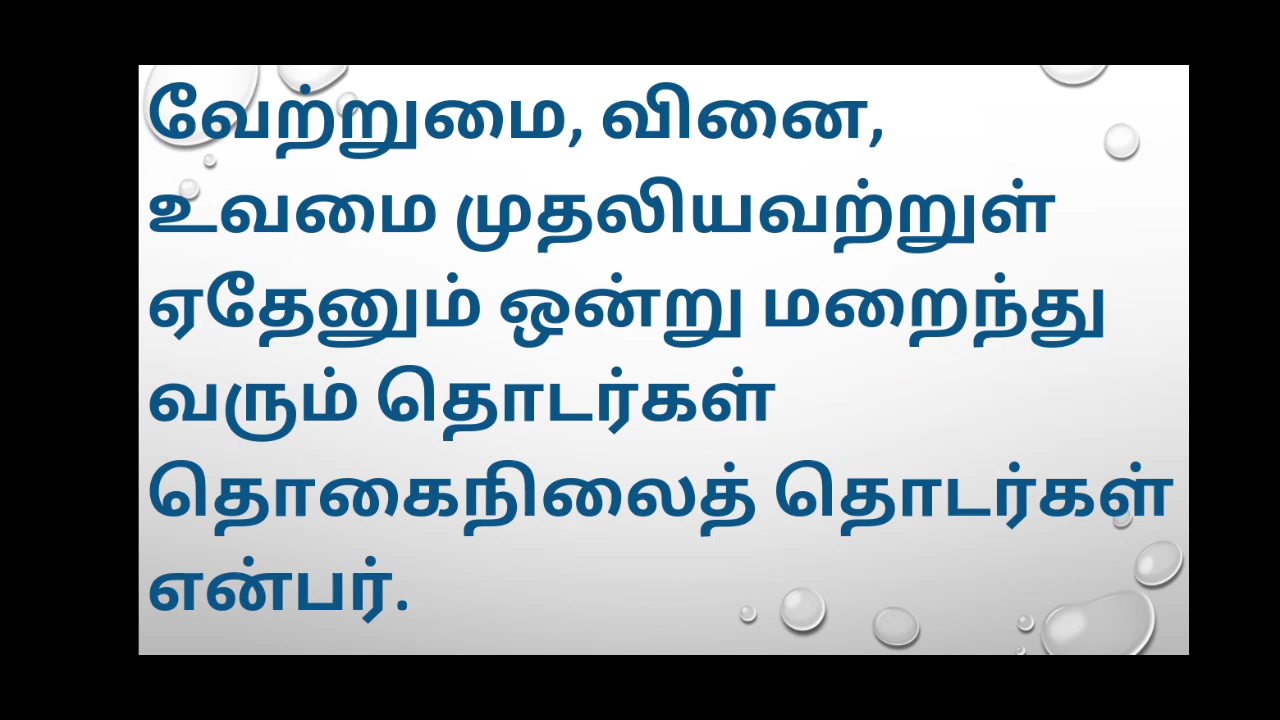 வேற்றுமை, வினை,
உவமை முதலியவற்றுள்
ஏதேனும் ஒன்று மறைந்து
வரும் தொடர்கள்
தொகைநிலைத் தொடர்கள்
என்பர்.